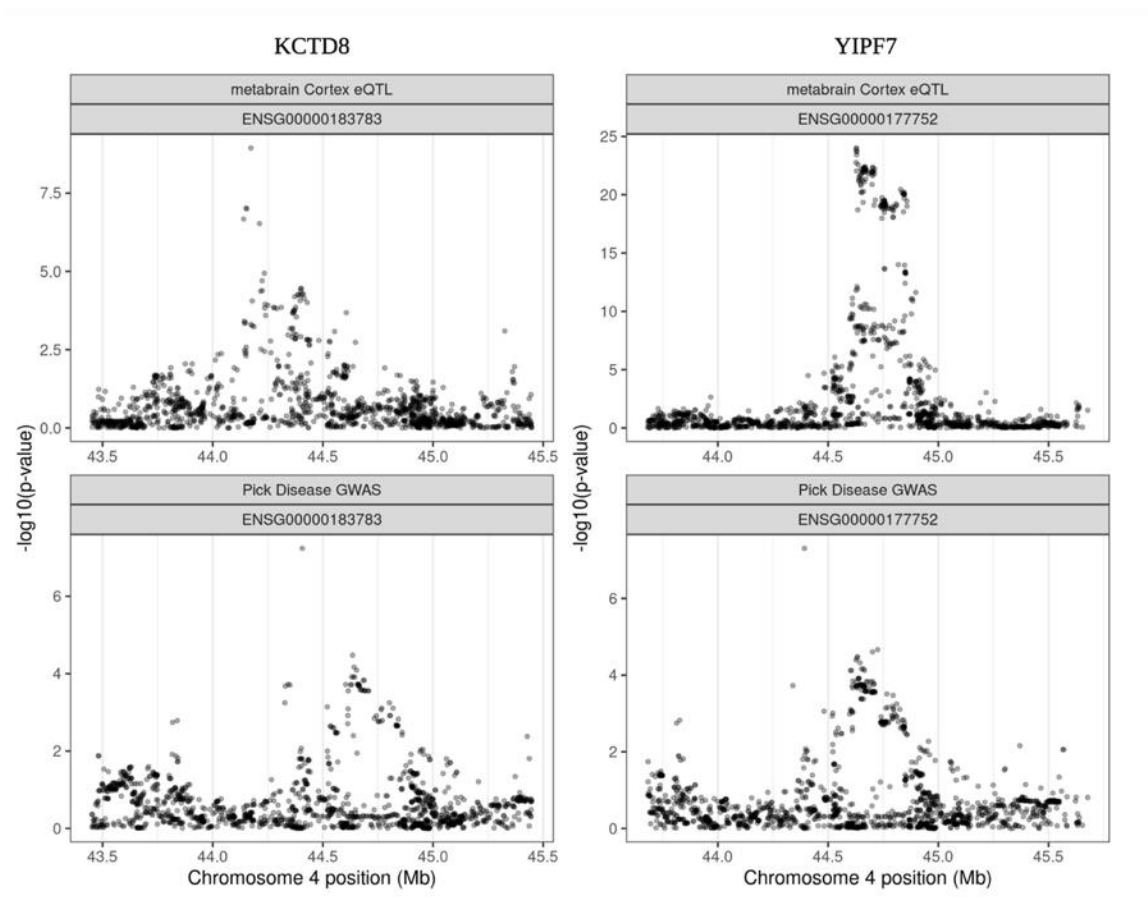 KCTD8
metabrain Cortex eQTL
ENSG00000183783
7.5
5.0
2.5
0.0
43.5 44.0 44.5 45.0 45.5
Pick Disease GWAS
ENSG00000183783
6
4
2
0
43.5 44.0 44.5 45.0 45.5
-log10(p-value)
Chromosome 4 position (Mb)
YIPF7
metabrain Cortex eQTL
ENSG00000177752
25
20
15
10
5
0
44.0 44.5 45.0 45.5
Pick Disease GWAS
ENSG00000177752
6
4
2
0
44.0 44.5 45.0 45.5
-log10(p-value)
Chromosome 4 position (Mb)